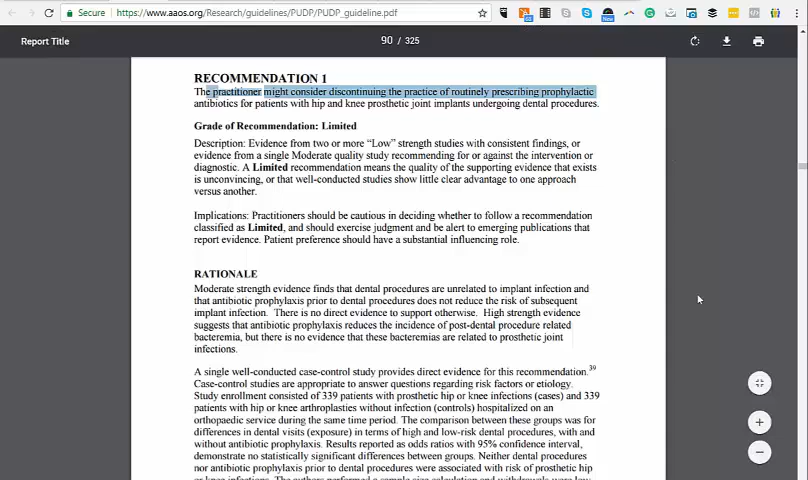 Secure
https://www.aaos.org/Research/guidelines/PUDP/PUDP_guideline.pdf
Report Title
90 / 325
RECOMMENDATION 1
The practitioner might consider discontinuing the practice of routinely prescribing prophylactic
antibiotics for patients with hip and knee prosthetic joint implants undergoing dental procedures.
Grade of Recommendation: Limited
Description: Evidence from two or more “Low” strength studies with consistent findings, or
evidence from a single Moderate quality study recommending for or against the intervention or
diagnostic. A Limited recommendation means the quality of the supporting evidence that exists
is unconvincing, or that well-conducted studies show little clear advantage to one approach
versus another.
Implications: Practitioners should be cautious in deciding whether to follow a recommendation
classified as Limited, and should exercise judgment and be alert to emerging publications that
report evidence. Patient preference should have a substantial influencing role.
RATIONALE
Moderate strength evidence finds that dental procedures are unrelated to implant infection and
that antibiotic prophylaxis prior to dental procedures does not reduce the risk of subsequent
implant infection. There is no direct evidence to support otherwise. High strength evidence
suggests that antibiotic prophylaxis reduces the incidence of post-dental procedure related
bacteremia, but there is no evidence that these bacteremias are related to prosthetic joint
infections.
A single well-conducted case-control study provides direct evidence for this recommendation.39
Case-control studies are appropriate to answer questions regarding risk factors or etiology.
Study enrollment consisted of 339 patients with prosthetic hip or knee infections (cases) and 339
patients with hip or knee arthroplasties without infection (controls) hospitalized on an
orthopaedic service during the same time period. The comparison between these groups was for
differences in dental visits (exposure) in terms of high and low-risk dental procedures, with and
without antibiotic prophylaxis. Results reported as odds ratios with 95% confidence interval,
demonstrate no statistically significant differences between groups. Neither dental procedures
nor antibiotic prophylaxis prior to dental procedures were associated with risk of prosthetic hip
or knee infections. The authors performed a sample size calculation and withdrawals were low